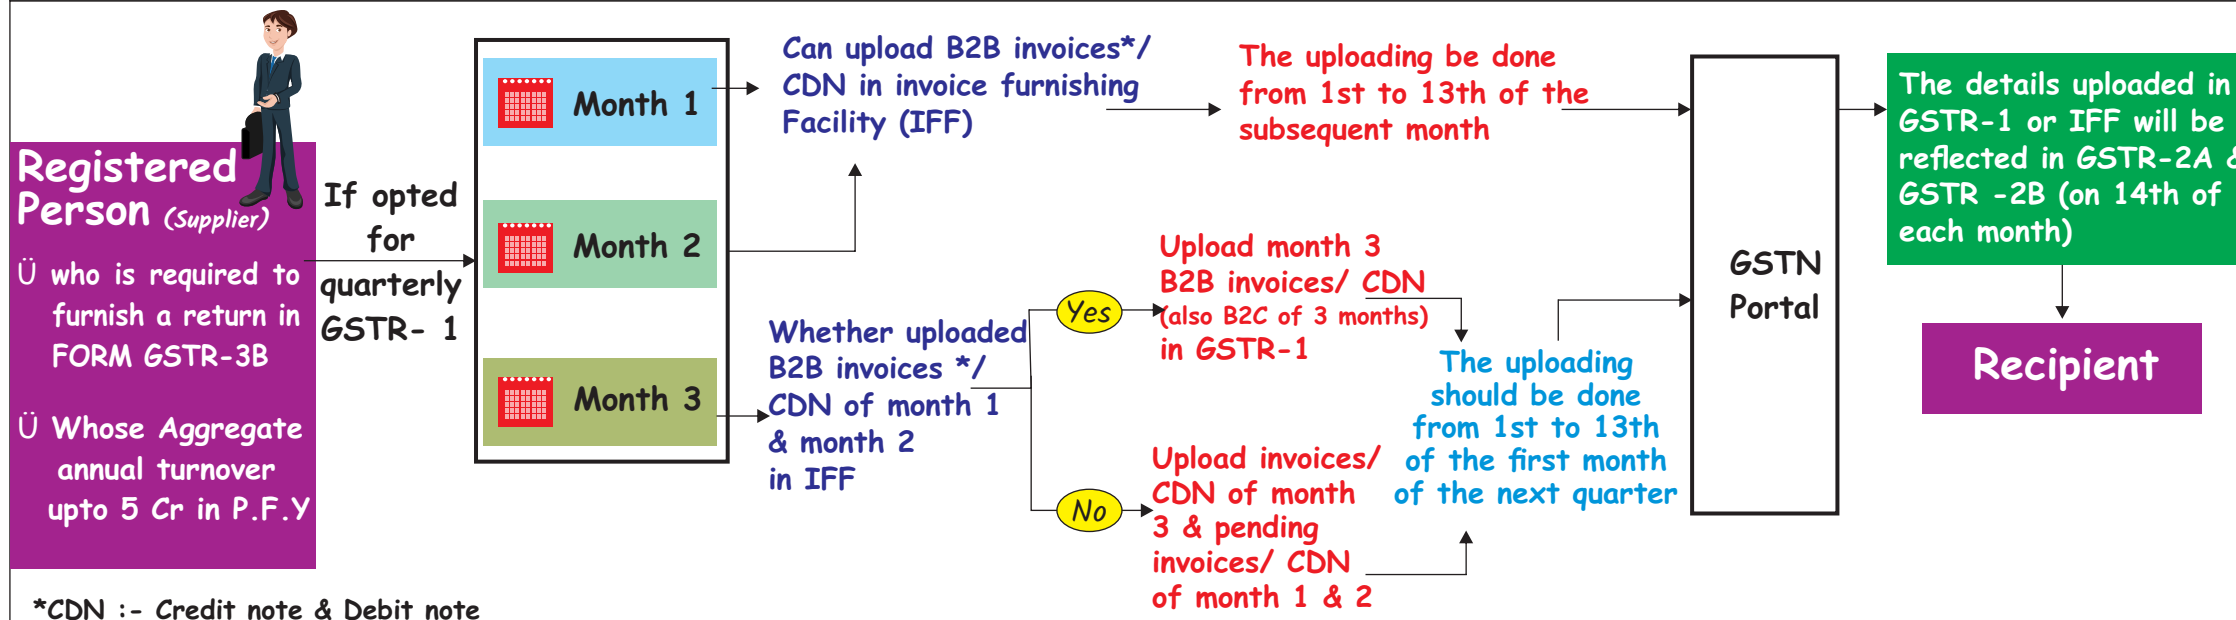 Registered
Person (Supplier)
Ü who is required to
furnish a return in
FORM GSTR-3B
Ü Whose Aggregate
annual turnover
upto 5 Cr in P.F.Y
If opted
for
quarterly
GSTR- 1
Month 1
Month 2
Month 3
Can upload B2B invoices*/
CDN in invoice furnishing
Facility (IFF)
The uploading be done
from 1st to 13th of the
subsequent month
Whether uploaded
B2B invoices */
CDN of month 1
& month 2
in IFF
Yes
Upload month 3
B2B invoices/ CDN
(also B2C of 3 months)
in GSTR-1
No
Upload invoices/
CDN of month
3 & pending
invoices/ CDN
of month 1 & 2
The uploading
should be done
from 1st to 13th
of the first month
of the next quarter
GSTN
Portal
The details uploaded in
GSTR-1 or IFF will be
reflected in GSTR-2A &
GSTR -2B (on 14th of
each month)
Recipient
*CDN :- Credit note & Debit note